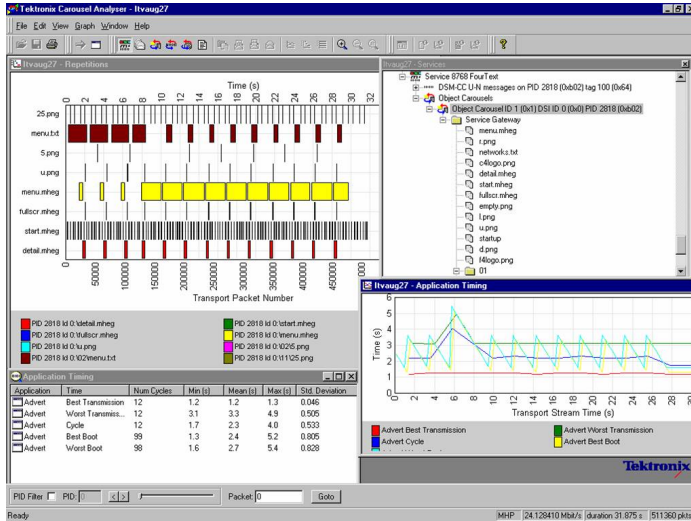 Tektronix Carousel Analyser - Itvaug27
File Edit View Graph Window Help
Itvaug27 - Repetitions
Time (s)
0 2 4 6 8 10 12 14 16 18 20 22 24 26 28 30 32
25.png
menu.txt
5.png
u.png
menu.mheg
fullscr.mheg
start.mheg
detail.mheg
0 50000 100000 150000 200000 250000 300000 350000 400000 450000
Transport Packet Number
PID 2818 Id 0:\detail.mheg
PID 2818 Id 0:\start.mheg
PID 2818 Id 0:\fullscr.mheg
PID 2818 Id 0:\menu.mheg
PID 2818 Id 0:\u.png
PID 2818 Id 0:\02\5.png
PID 2818 Id 0:\02\menu.txt
PID 2818 Id 0:\11\25.png
Itvaug27 - Services
Service 8768 FourText
DSM-CC U-N messages on PID 2818 (0xb02) tag 100 (0x64)
Object Carousels
Object Carousel ID 1 (0x1) DSI ID 0 (0x0) PID 2818 (0xb02)
Service Gateway
menu.mheg
r.png
networks.txt
c4logo.png
detail.mheg
start.mheg
fullscr.mheg
empty.png
l.png
u.png
startup
d.png
f4logo.png
01
Itvaug27 - Application Timing
Time (s)
6
5
4
3
2
1
0
0 2 4 6 8 10 12 14 16 18 20 22 24 26 28
Transport Stream Time (s)
Advert Best Transmission
Advert Worst Transmission
Advert Cycle
Advert Best Boot
Application Timing
Application Time Num Cycles Min (s) Mean (s) Max (s) Std. Deviation
Advert Best Transmission 12 1.2 1.2 1.3 0.046
Advert Worst Transmiss... 12 3.1 3.3 4.9 0.505
Advert Cycle 12 1.7 2.3 4.0 0.533
Advert Best Boot 99 1.3 2.4 5.2 0.805
Advert Worst Boot 98 1.6 2.7 5.4 0.828
Tektronix
PID Filter PID: 0 < > Packet: 0 Goto
Ready
MHP 24.128410 Mbit/s duration 31.875 s 511360 pkts